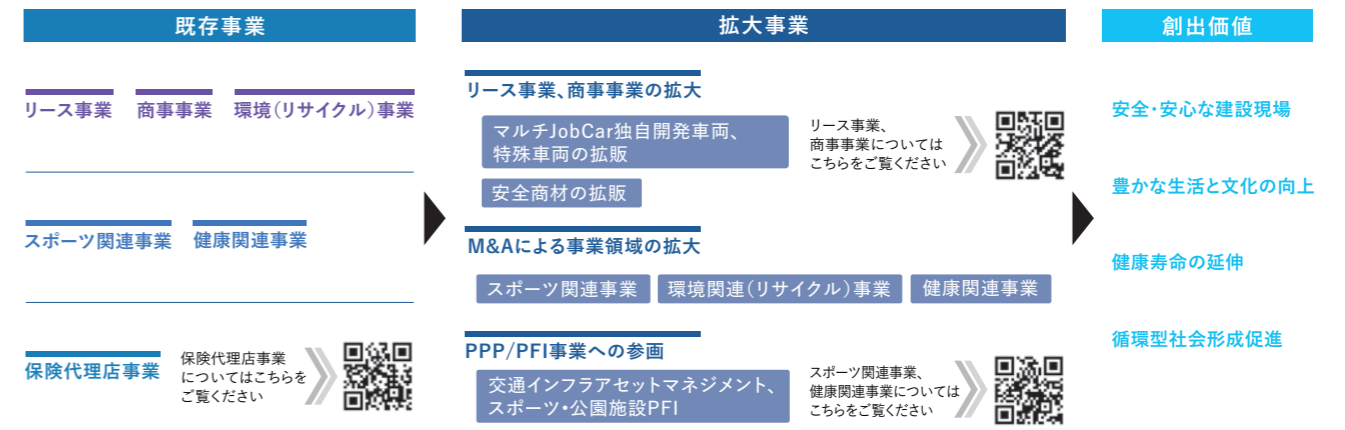 既存事業
リース事業
商事事業
環境(リサイクル)事業
スポーツ関連事業
健康関連事業
保険代理店事業
保険代理店事業
についてはこちらを
ご覧ください
拡大事業
リース事業、商事事業の拡大
マルチJobCar独自開発車両、
特殊車両の拡販
安全商材の拡販
リース事業、
商事事業については
こちらをご覧ください
M&Aによる事業領域の拡大
スポーツ関連事業
環境関連(リサイクル)事業
健康関連事業
PPP/PFI事業への参画
交通インフラアセットマネジメント、
スポーツ・公園施設PFI
スポーツ関連事業、
健康関連事業については
こちらをご覧ください
創出価値
安全・安心な建設現場
豊かな生活と文化の向上
健康寿命の延伸
循環型社会形成促進